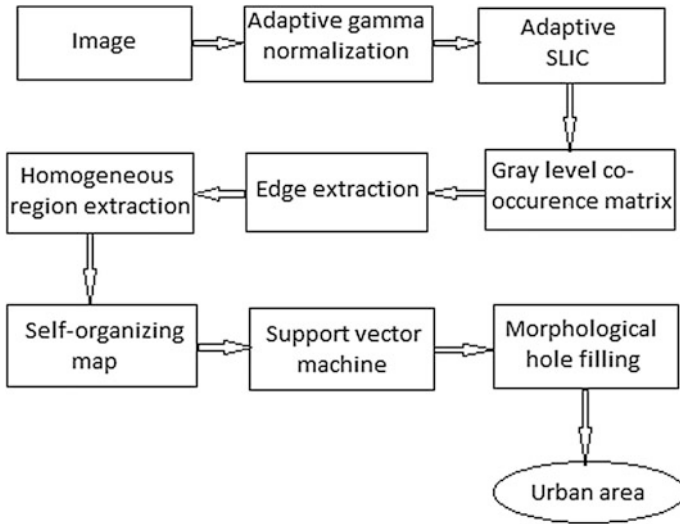 Image
Adaptive gamma
normalization
Adaptive
SLIC
Gray level co-
occurence matrix
Edge extraction
Homogeneous
region extraction
Self-organizing
map
Support vector
machine
Morphological
hole filling
Urban area